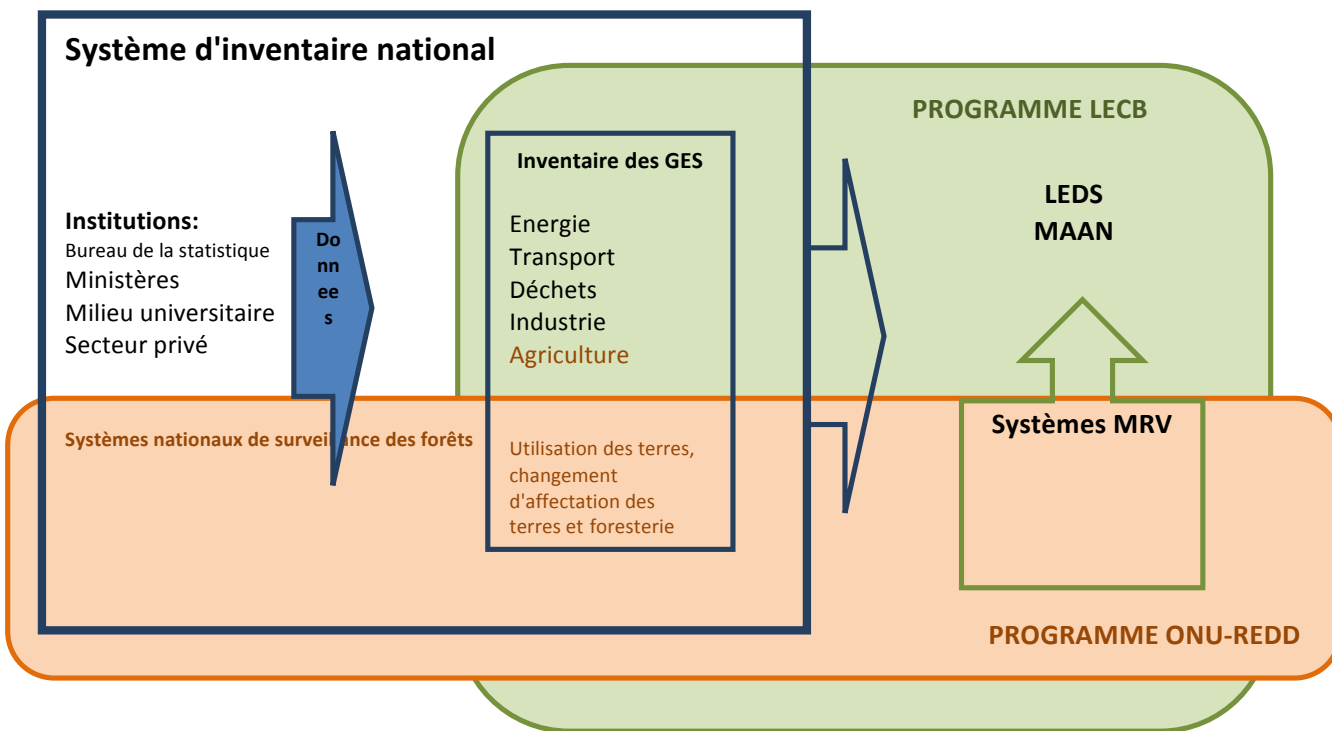 Système d'inventaire national
PROGRAMME LECB
Inventaire des GES
LEDS
MAAN
Institutions:
Bureau de la statistique
Ministères
Milieu universitaire
Secteur privé
Do
nn
ee
s
Energie
Transport
Déchets
Industrie
Agriculture
Systèmes nationaux de surveillance des forêts
Utilisation des terres,
changement
d'affectation des
terres et foresterie
Systèmes MRV
PROGRAMME ONU-REDD